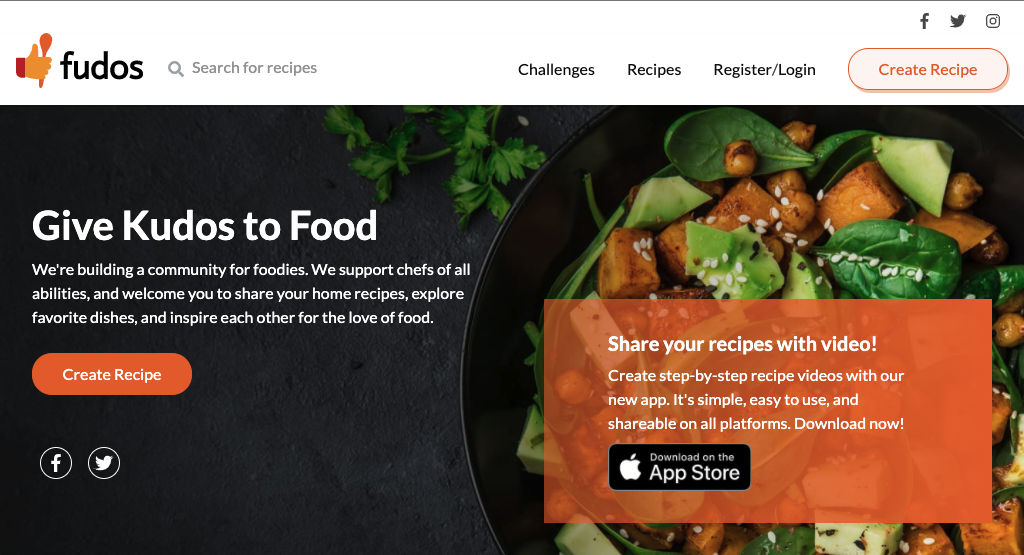 fudos
Search for recipes
Challenges
Recipes
Register/Login
Create Recipe
Give Kudos to Food
We're building a community for foodies. We support chefs of all
abilities, and welcome you to share your home recipes, explore
favorite dishes, and inspire each other for the love of food.
Create Recipe
Share your recipes with video!
Create step-by-step recipe videos with our
new app. It's simple, easy to use, and
shareable on all platforms. Download now!
Download on the
App Store